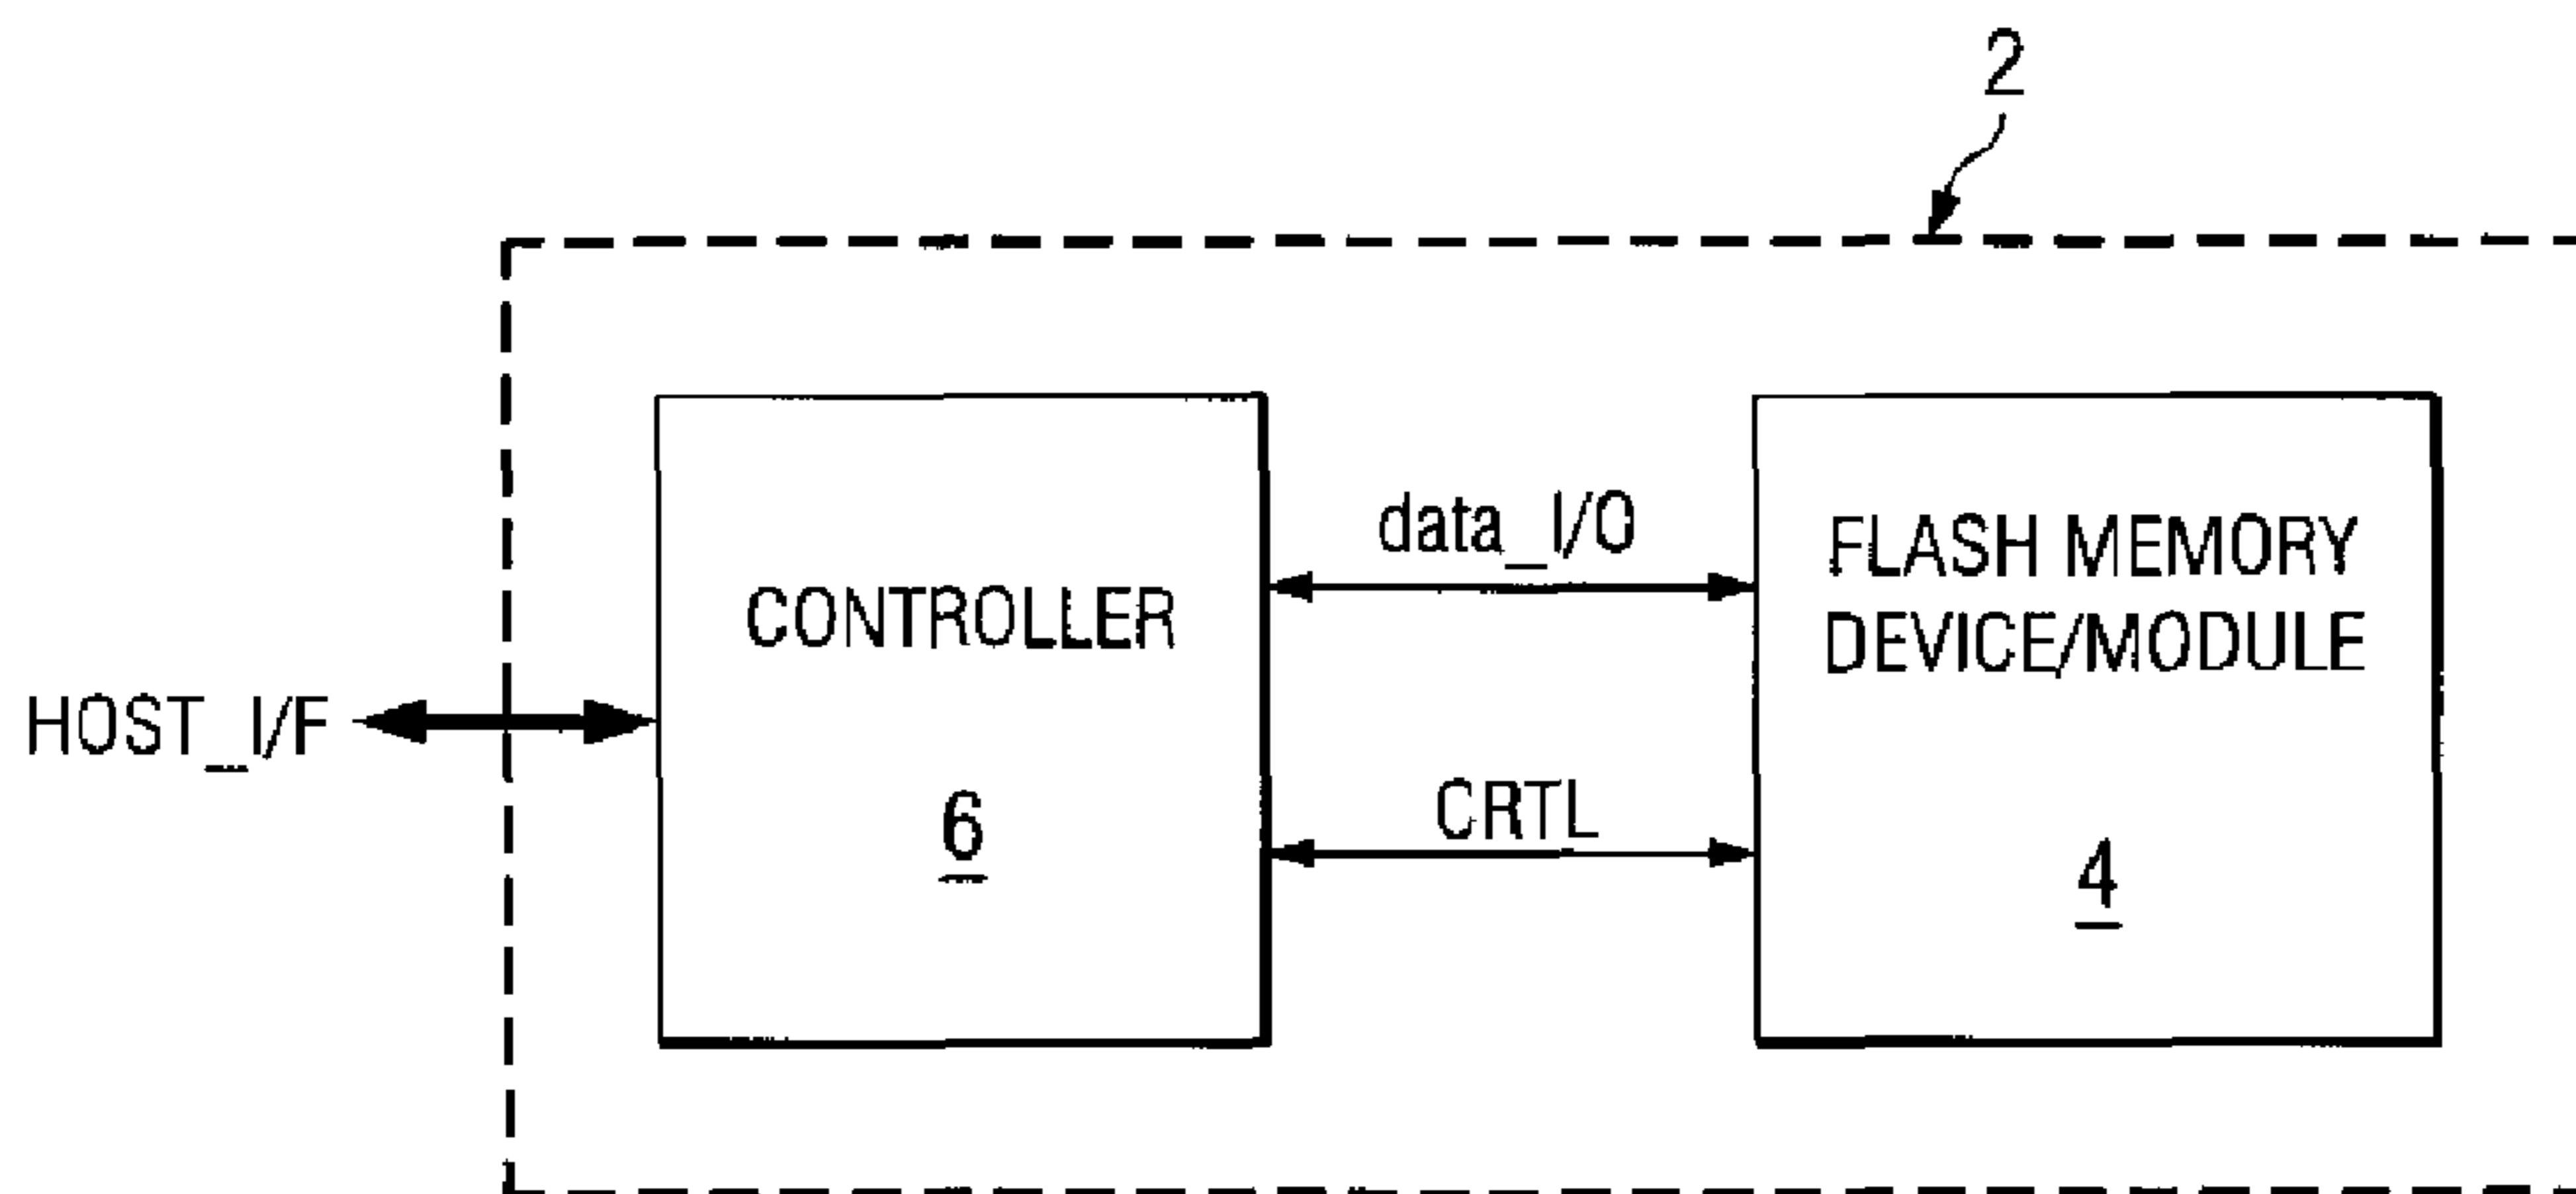 2
data_I/O
FLASH MEMORY
DEVICE/MODULE
CONTROLLER
HOST_I/F
CRTL
6
4